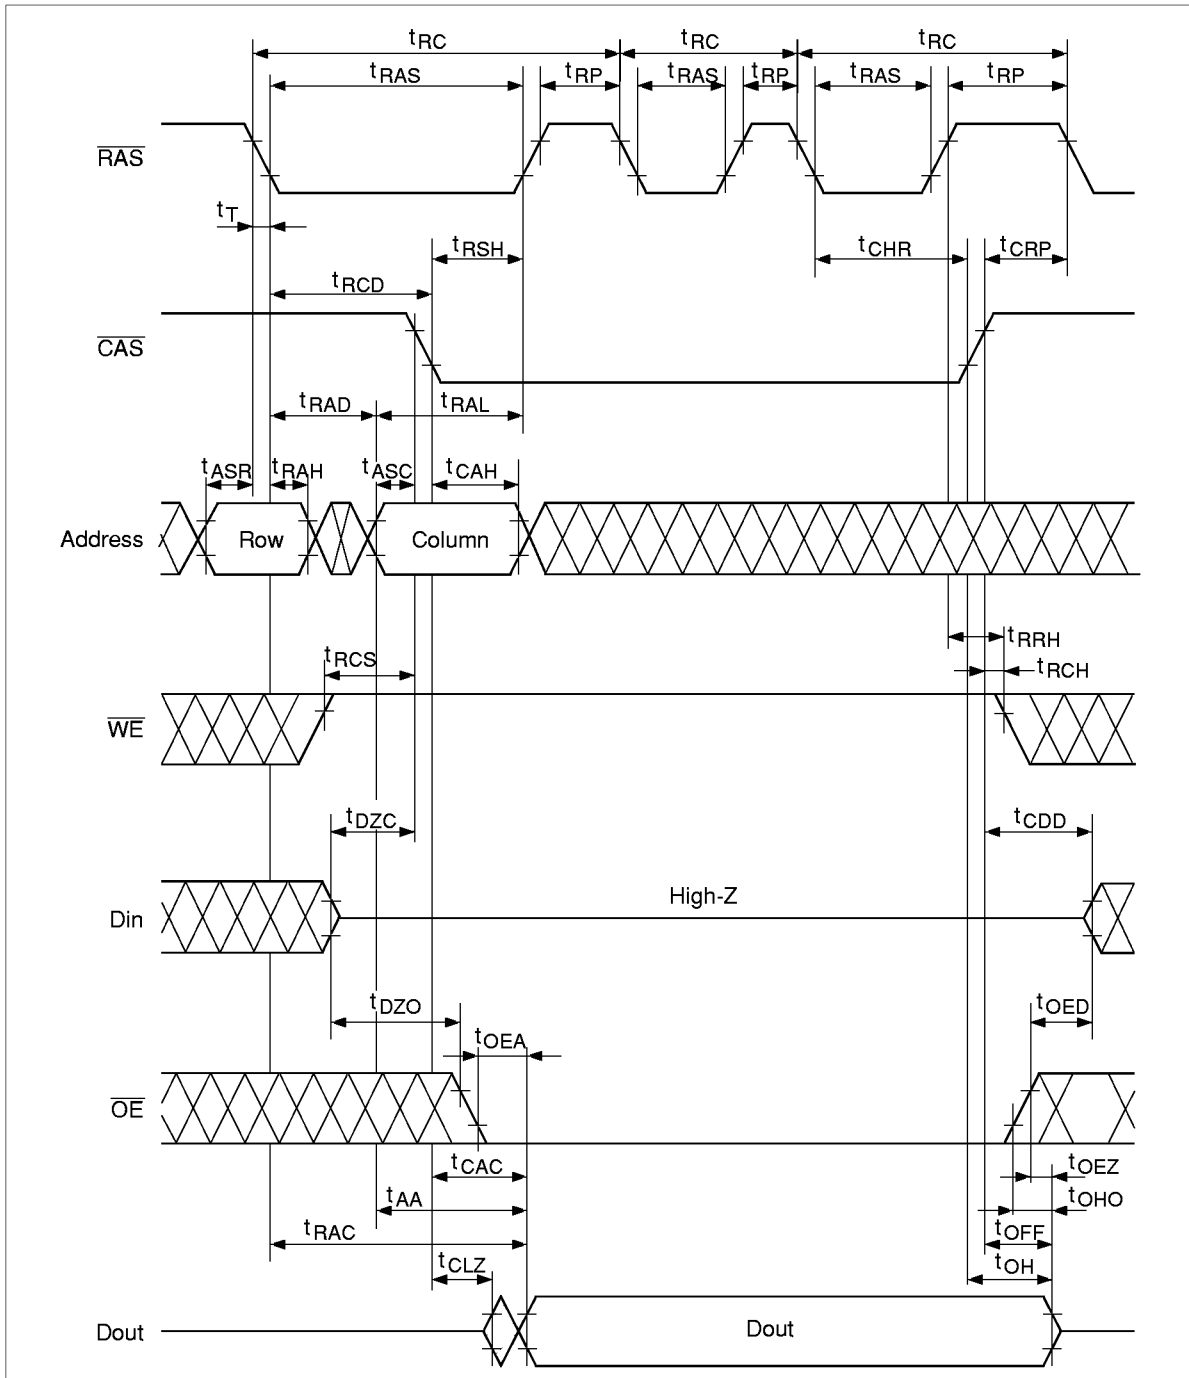 tRC tRC tRC
tRAS tRP tRAS tRP tRAS tRP
RAS
tT
tRSH tCHR tCRP
tRCD
CAS
tRAD tRAL
tASR tRAH tASC tCAH
Address Row Column
tRRH
tRCS tRCH
WE
tDZC tCDD
High-Z
Din
tDZO tOED
tOEA
OE
tCAC tOEZ
tAA tOHO
tRAC tOFF
tCLZ tOH
Dout Dout